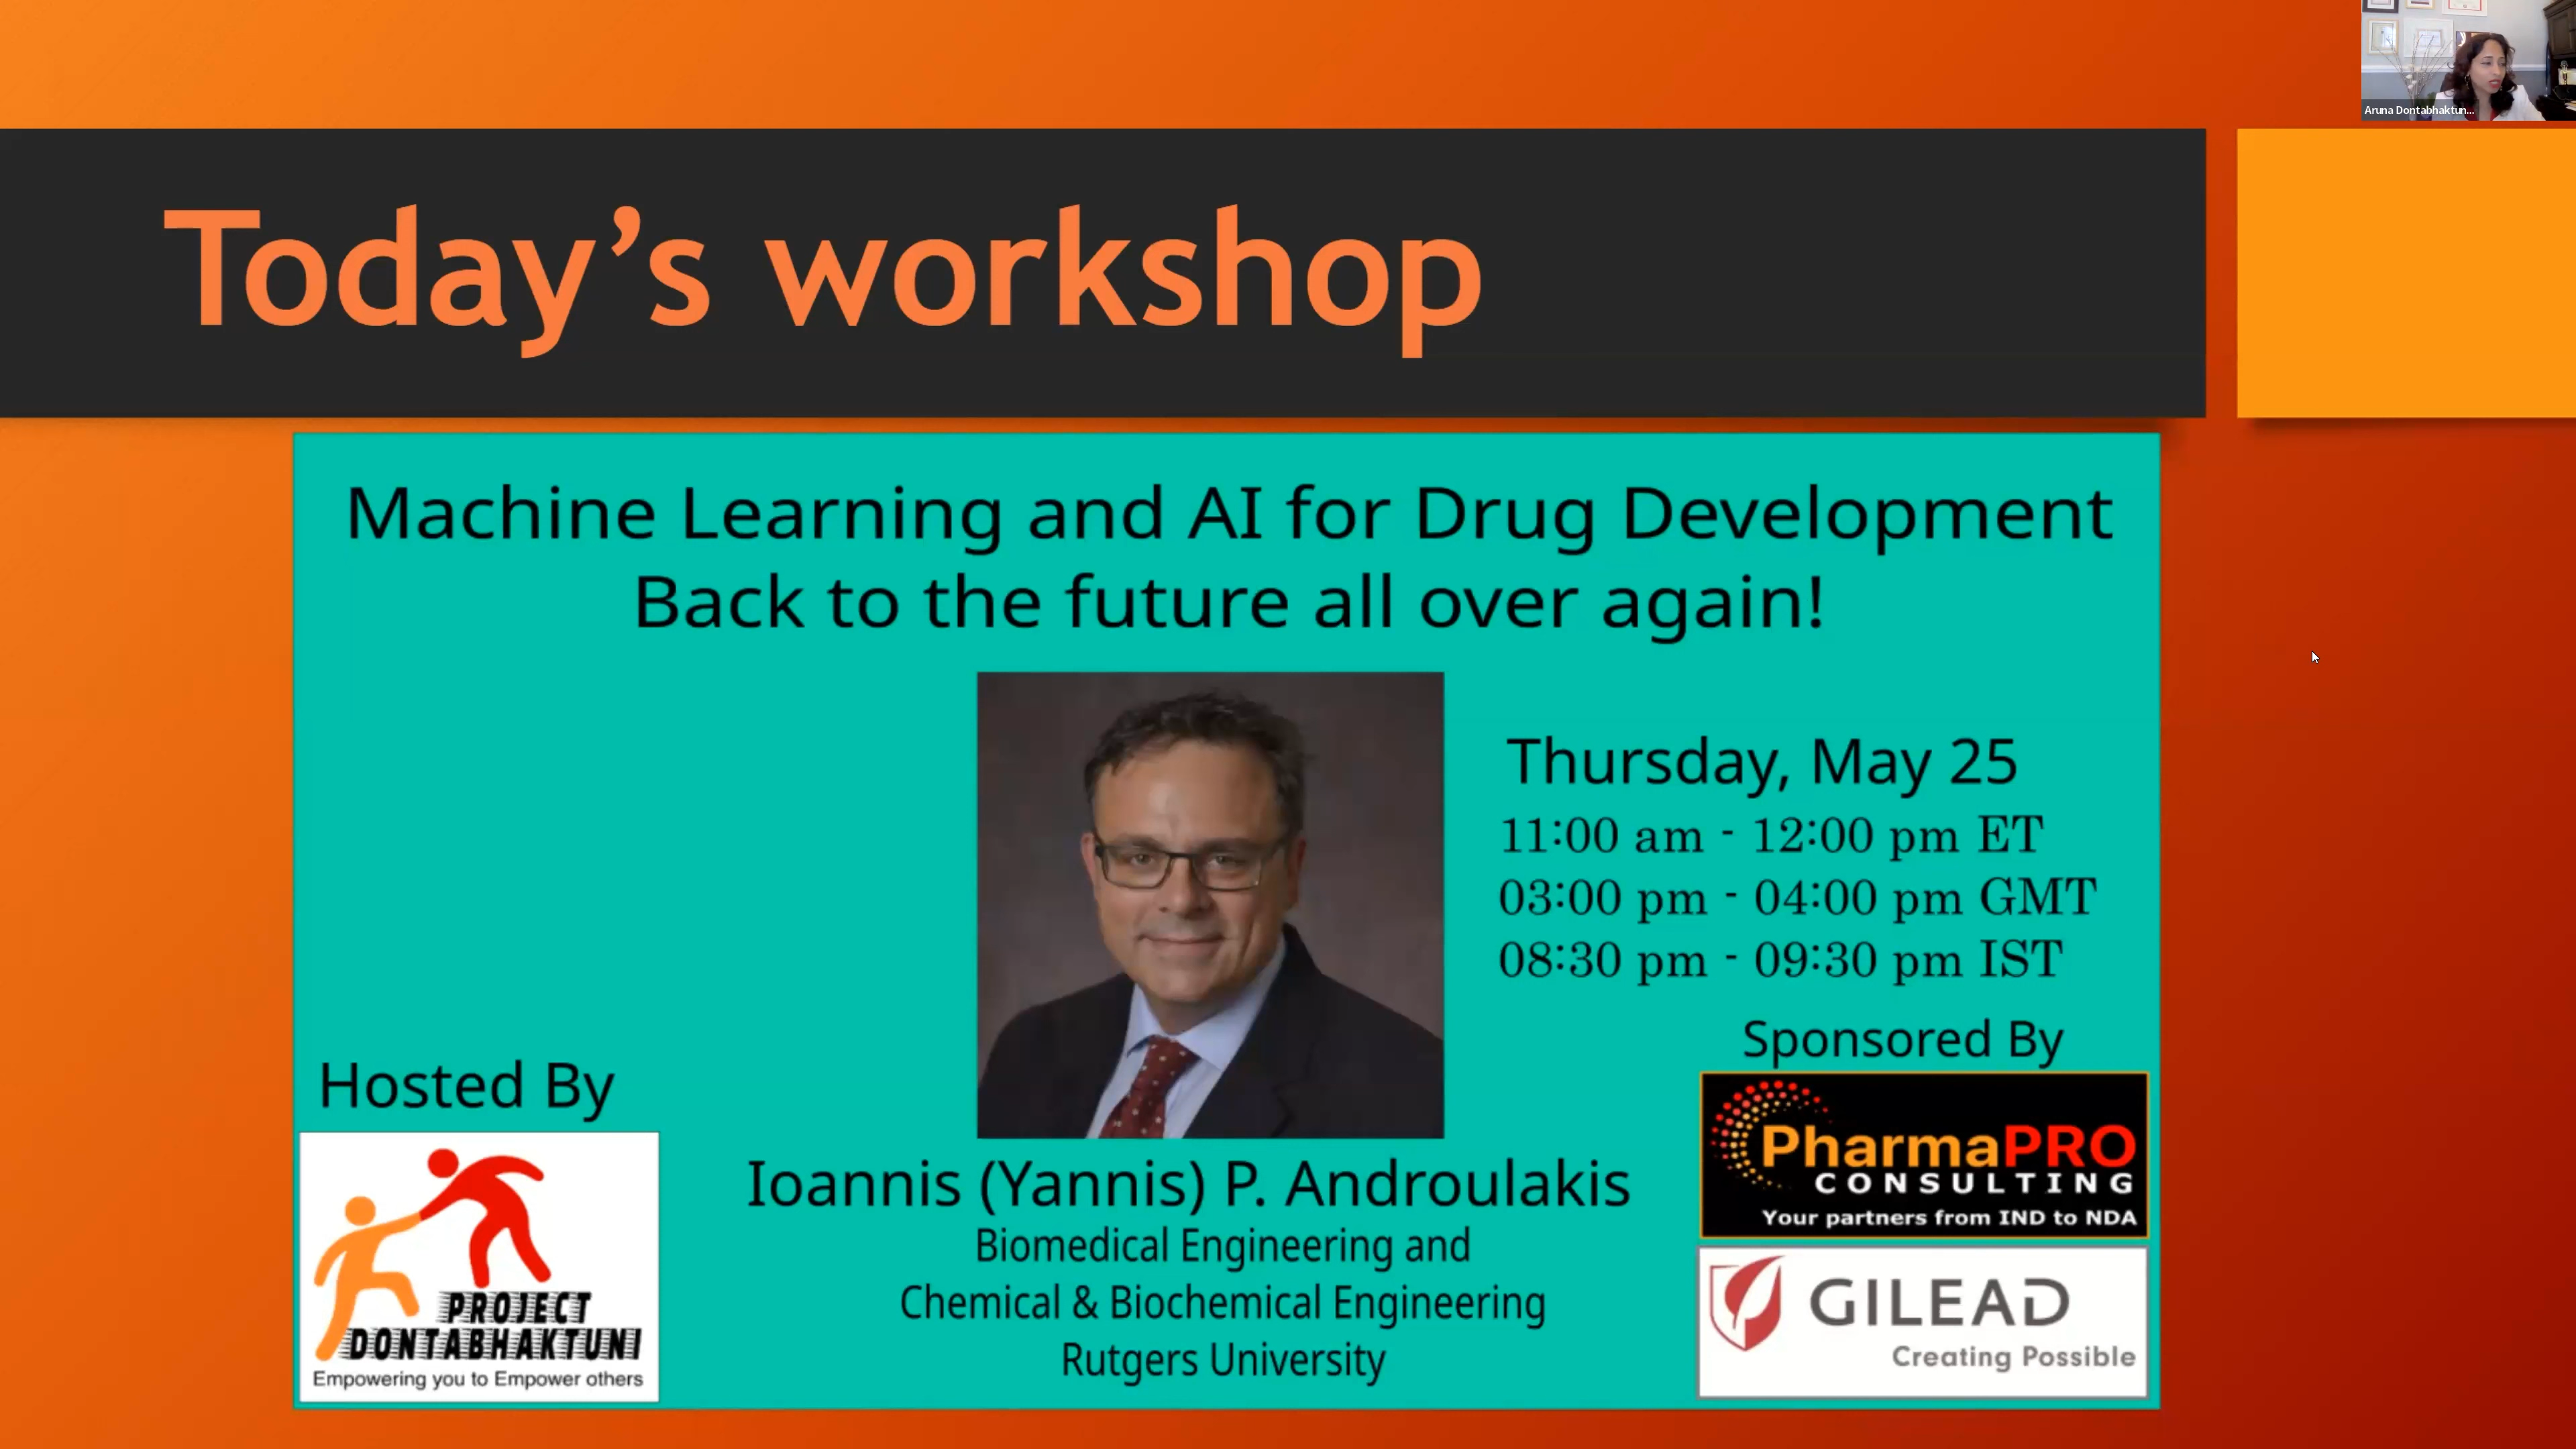 Aruna Dontabhaktun...
Today's workshop
Machine Learning and AI for Drug Development
Back to the future all over again!
Thursday, May 25
11:00 am - 12:00 pm ET
03:00 pm - 04:00 pm GMT
08:30 pm - 09:30 pm IST
Sponsored By
PharmaPRO
CONSULTING
Your partners from IND to NDA
GILEAD
Creating Possible
Hosted By
PROJECT
DONTABHAKTUNI
Empowering you to Empower others
Ioannis (Yannis) P. Androulakis
Biomedical Engineering and
Chemical & Biochemical Engineering
Rutgers University